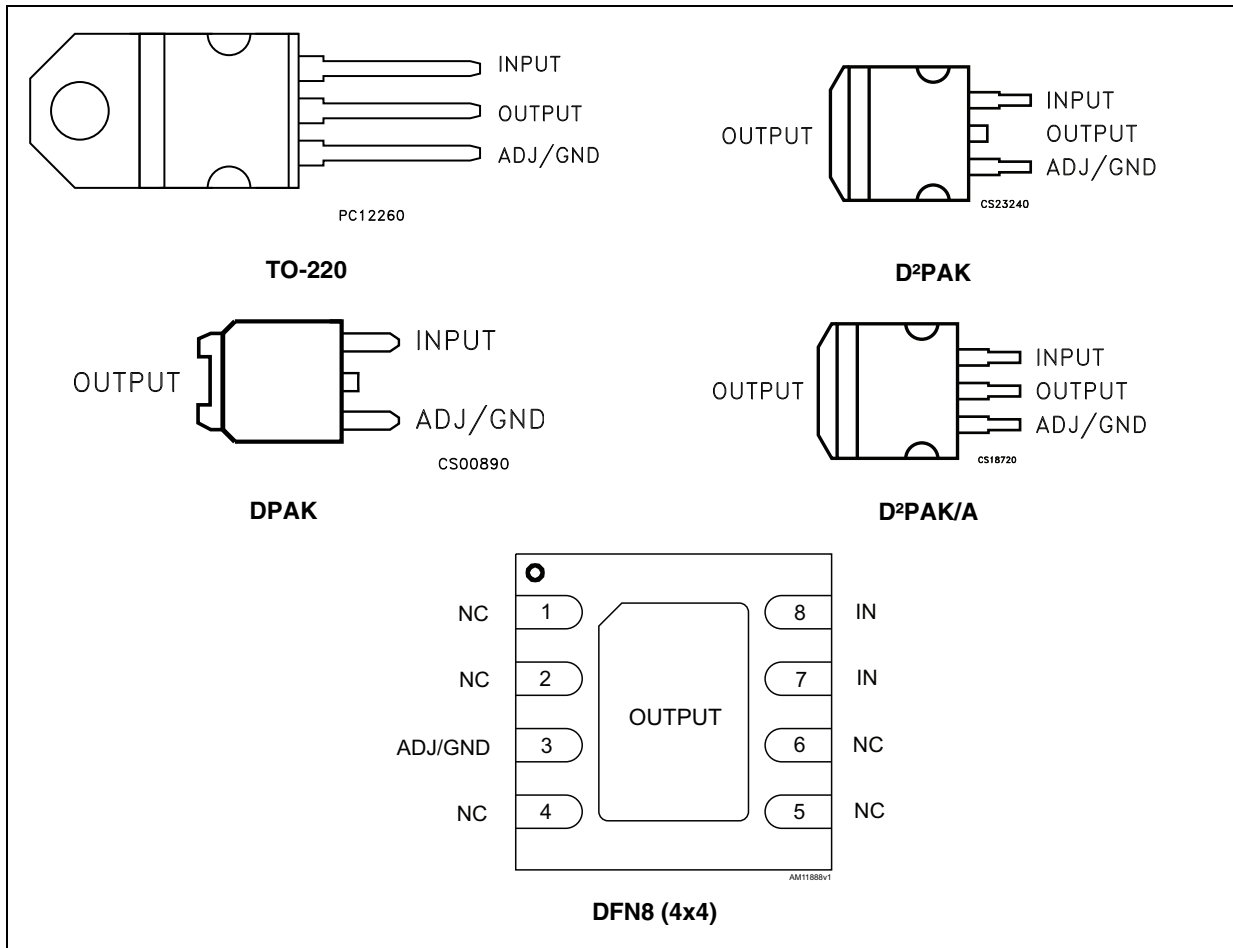 INPUT
OUTPUT
ADJ/GND
PC12260
TO-220
OUTPUT
INPUT
OUTPUT
ADJ/GND
CS23240
D²PAK
OUTPUT
INPUT
ADJ/GND
CS00890
DPAK
OUTPUT
INPUT
OUTPUT
ADJ/GND
CS18720
D²PAK/A
NC 1 8 IN
NC 2 7 IN
OUTPUT
ADJ/GND 3 6 NC
NC 4 5 NC
AM11888v1
DFN8 (4x4)